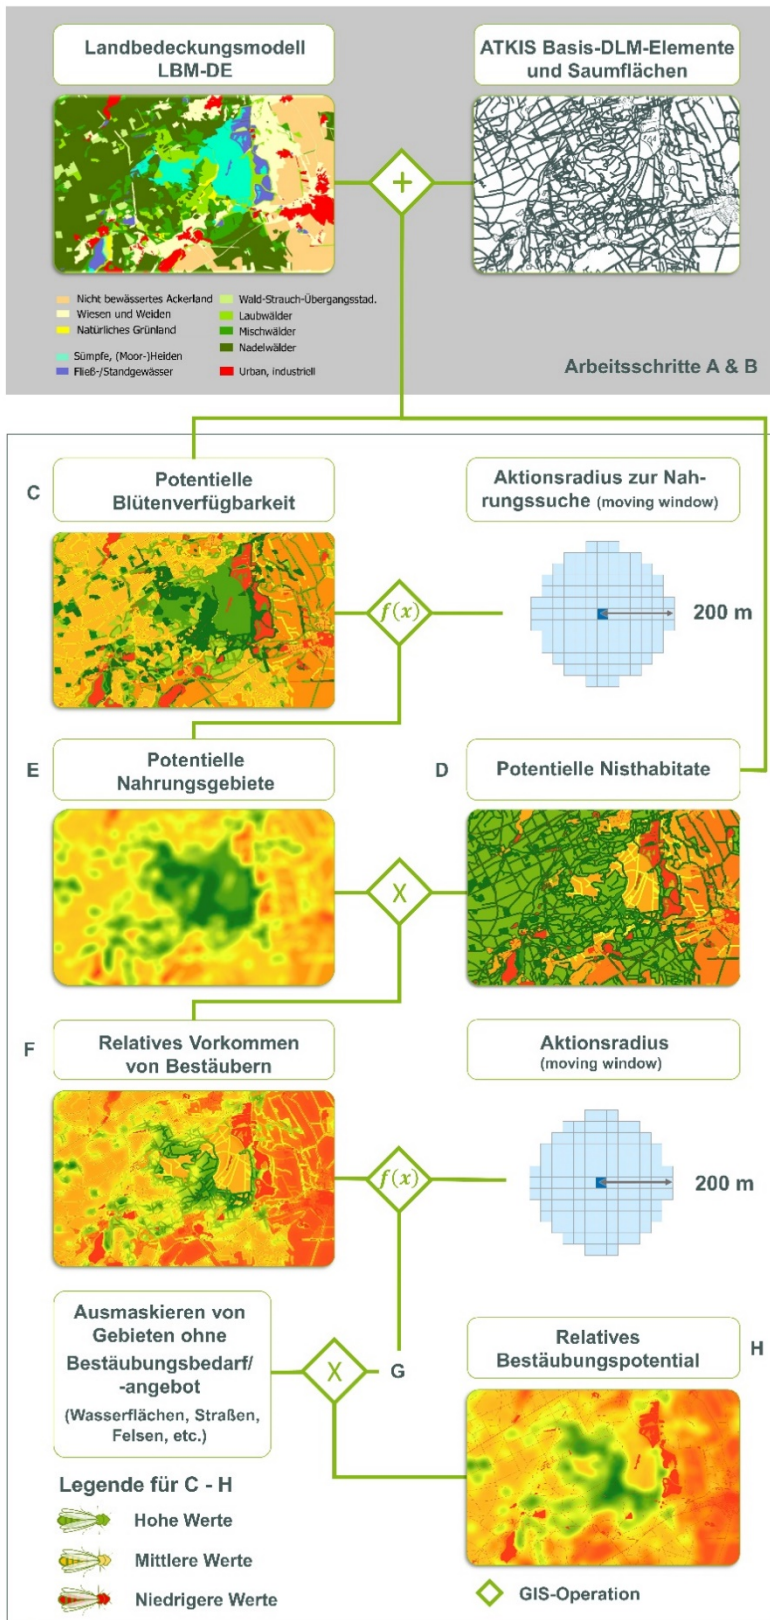 Landbedeckungsmodell
LBM-DE
ATKIS Basis-DLM-Elemente
und Saumflächen
+
Nicht bewässertes Ackerland
Wiesen und Weiden
Natürliches Grünland
Sümpfe, (Moor-)Heiden
Fließ-/Standgewässer
Wald-Strauch-Übergangsstad.
Laubwälder
Mischwälder
Nadelwälder
Urban, industriell
Arbeitsschritte A & B
C
Potentielle
Blütenverfügbarkeit
Aktionsradius zur Nah-
rungssuche (moving window)
f(x)
200 m
E
Potentielle
Nahrungsgebiete
D
Potentielle Nisthabitate
X
F
Relatives Vorkommen
von Bestäubern
Aktionsradius
(moving window)
f(x)
200 m
Ausmaskieren von
Gebieten ohne
Bestäubungsbedarf/
-angebot
(Wasserflächen, Straßen,
Felsen, etc.)
X
G
Relatives
Bestäubungspotential
H
Legende für C - H
Hohe Werte
Mittlere Werte
Niedrigere Werte
GIS-Operation